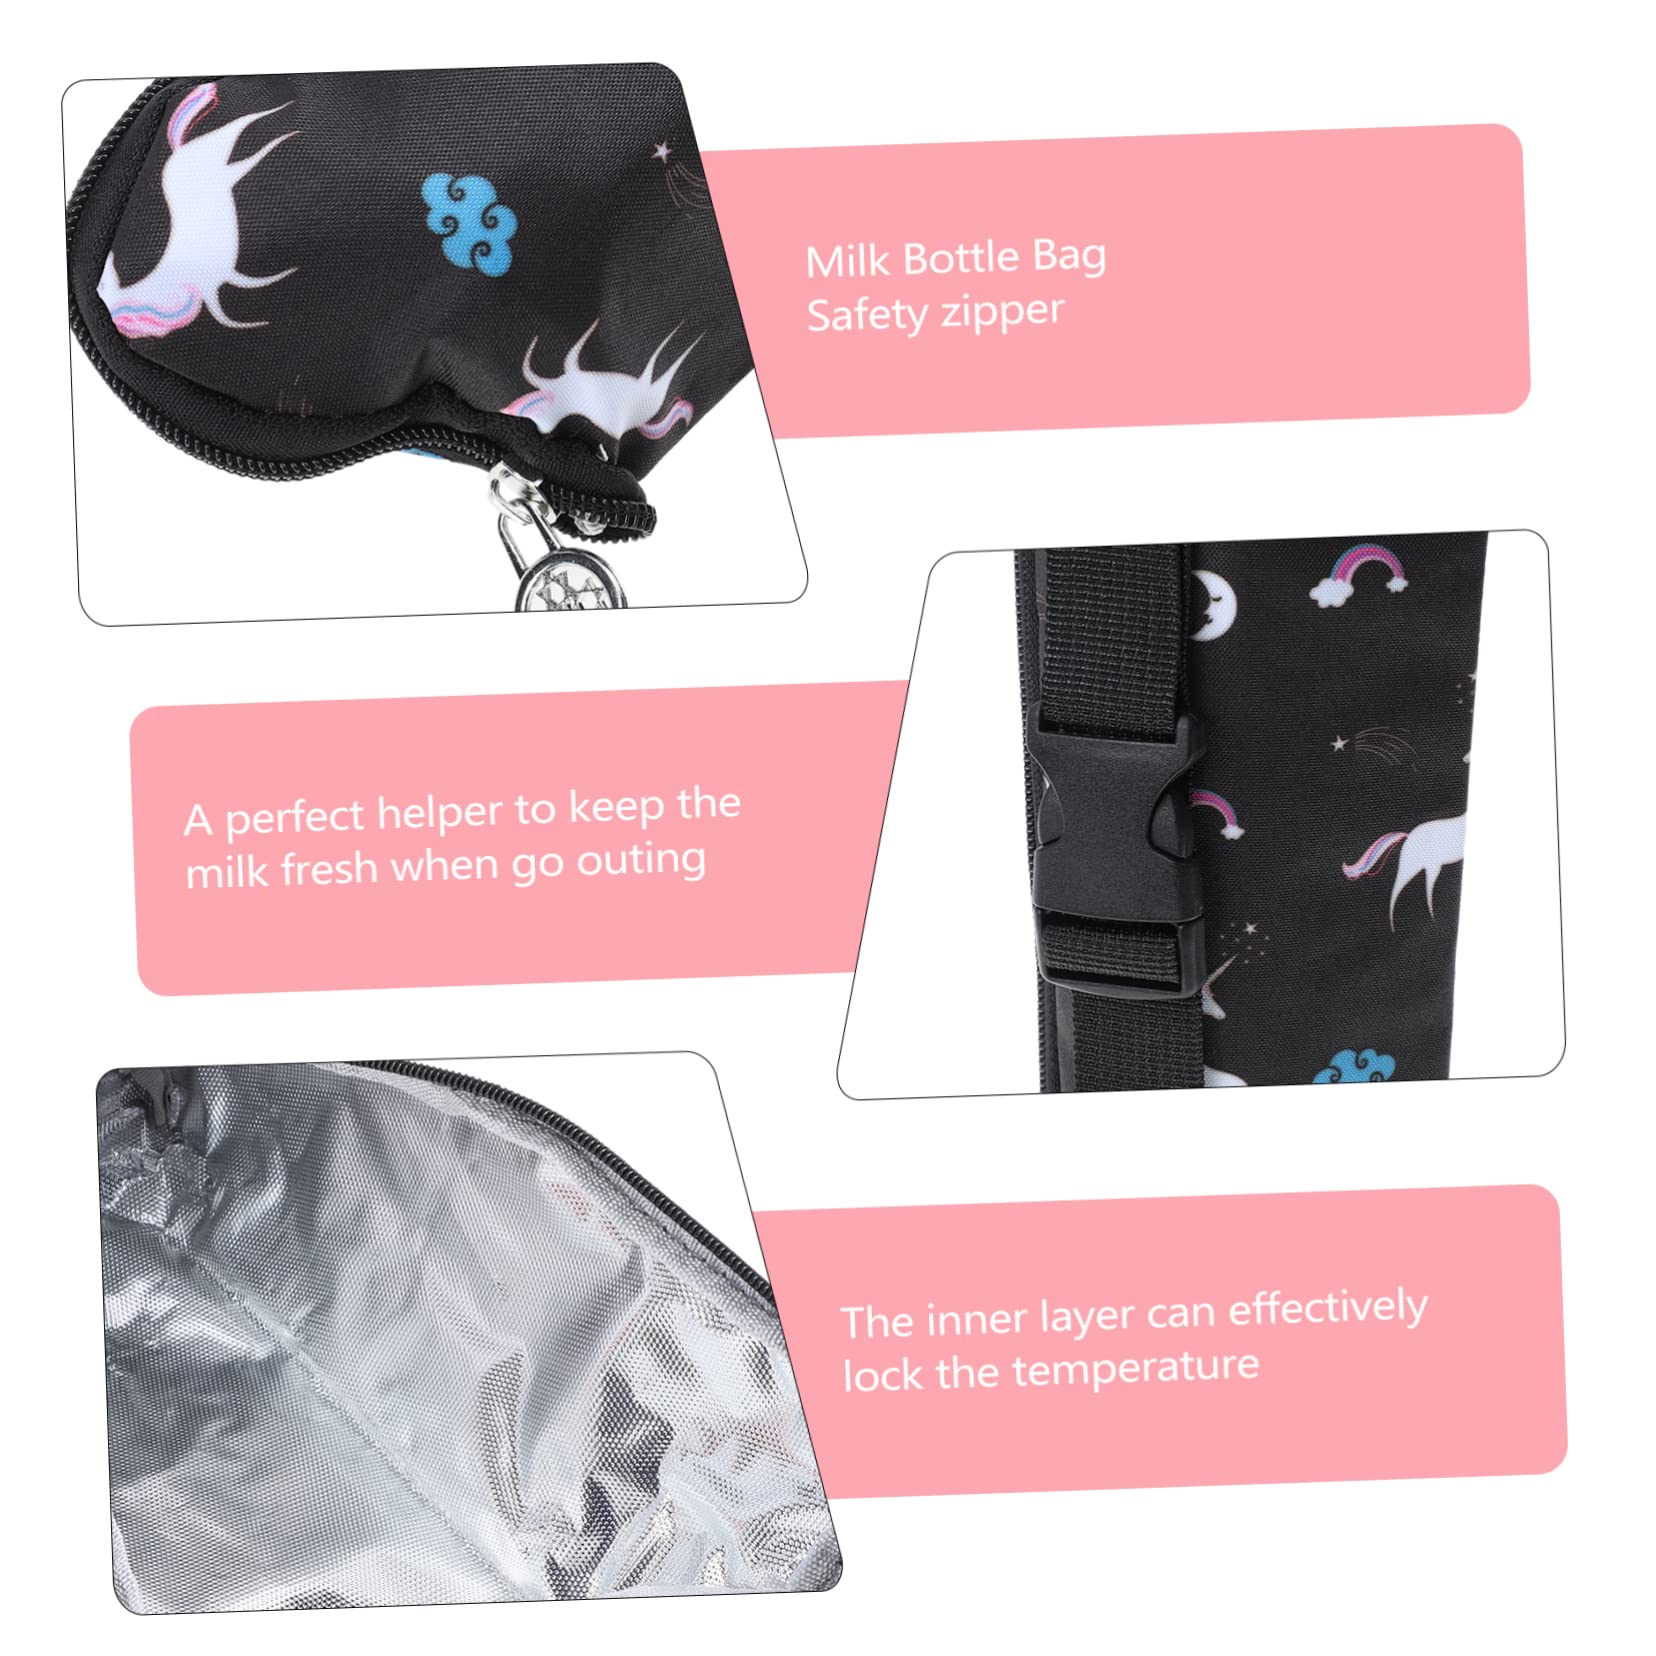 Milk Bottle Bag
Safety zipper
A perfect helper to keep the
milk fresh when go outing
The inner layer can effectively
lock the temperature